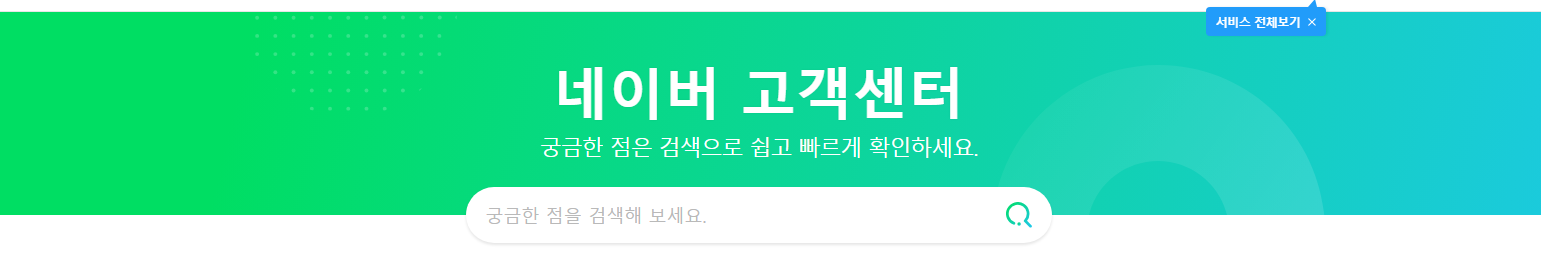 서비스 전체보기 ×
네이버 고객센터
궁금한 점은 검색으로 쉽고 빠르게 확인하세요.
궁금한 점을 검색해 보세요.